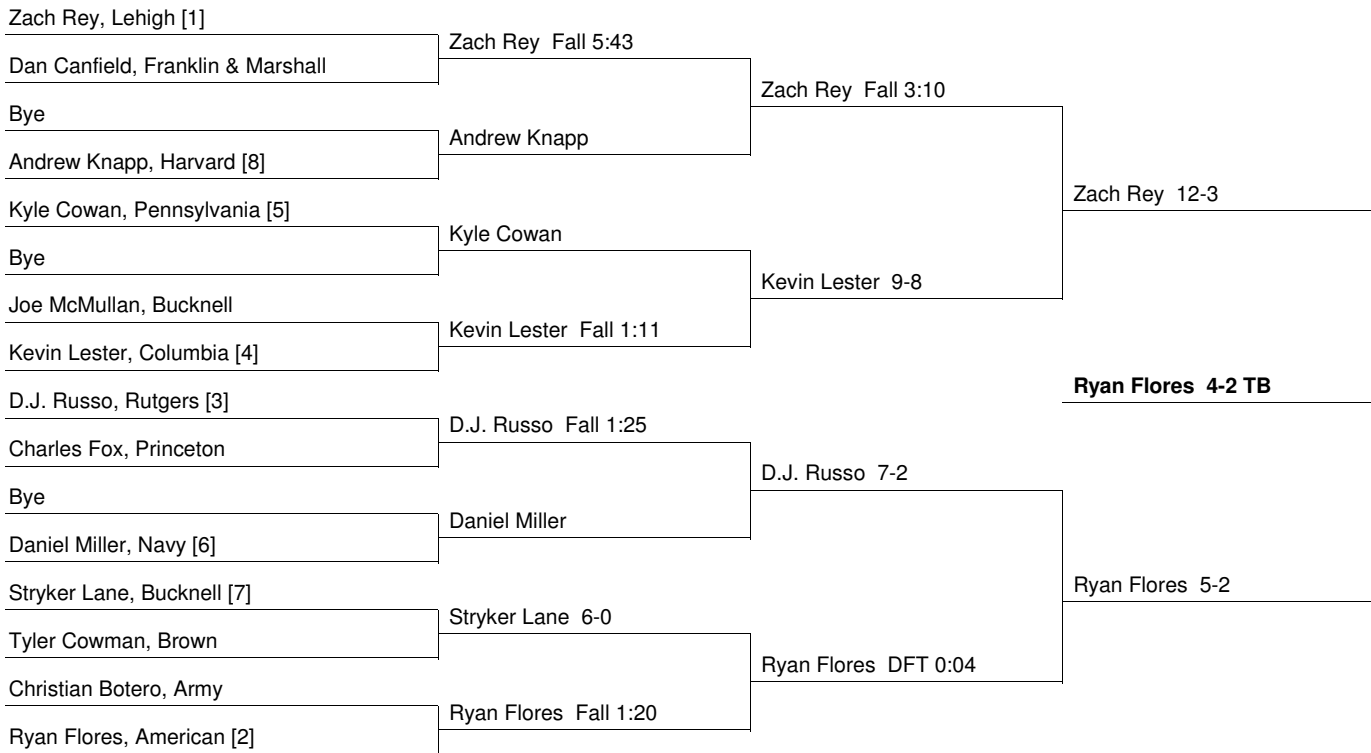 Zach Rey, Lehigh [1]
Dan Canfield, Franklin & Marshall
Bye
Andrew Knapp, Harvard [8]
Kyle Cowan, Pennsylvania [5]
Bye
Joe McMullan, Bucknell
Kevin Lester, Columbia [4]
D.J. Russo, Rutgers [3]
Charles Fox, Princeton
Bye
Daniel Miller, Navy [6]
Stryker Lane, Bucknell [7]
Tyler Cowman, Brown
Christian Botero, Army
Ryan Flores, American [2]
Zach Rey Fall 5:43
Andrew Knapp
Kyle Cowan
Kevin Lester Fall 1:11
D.J. Russo Fall 1:25
Daniel Miller
Stryker Lane 6-0
Ryan Flores Fall 1:20
Zach Rey Fall 3:10
Kevin Lester 9-8
D.J. Russo 7-2
Ryan Flores DFT 0:04
Zach Rey 12-3
Ryan Flores 4-2 TB
Ryan Flores 5-2